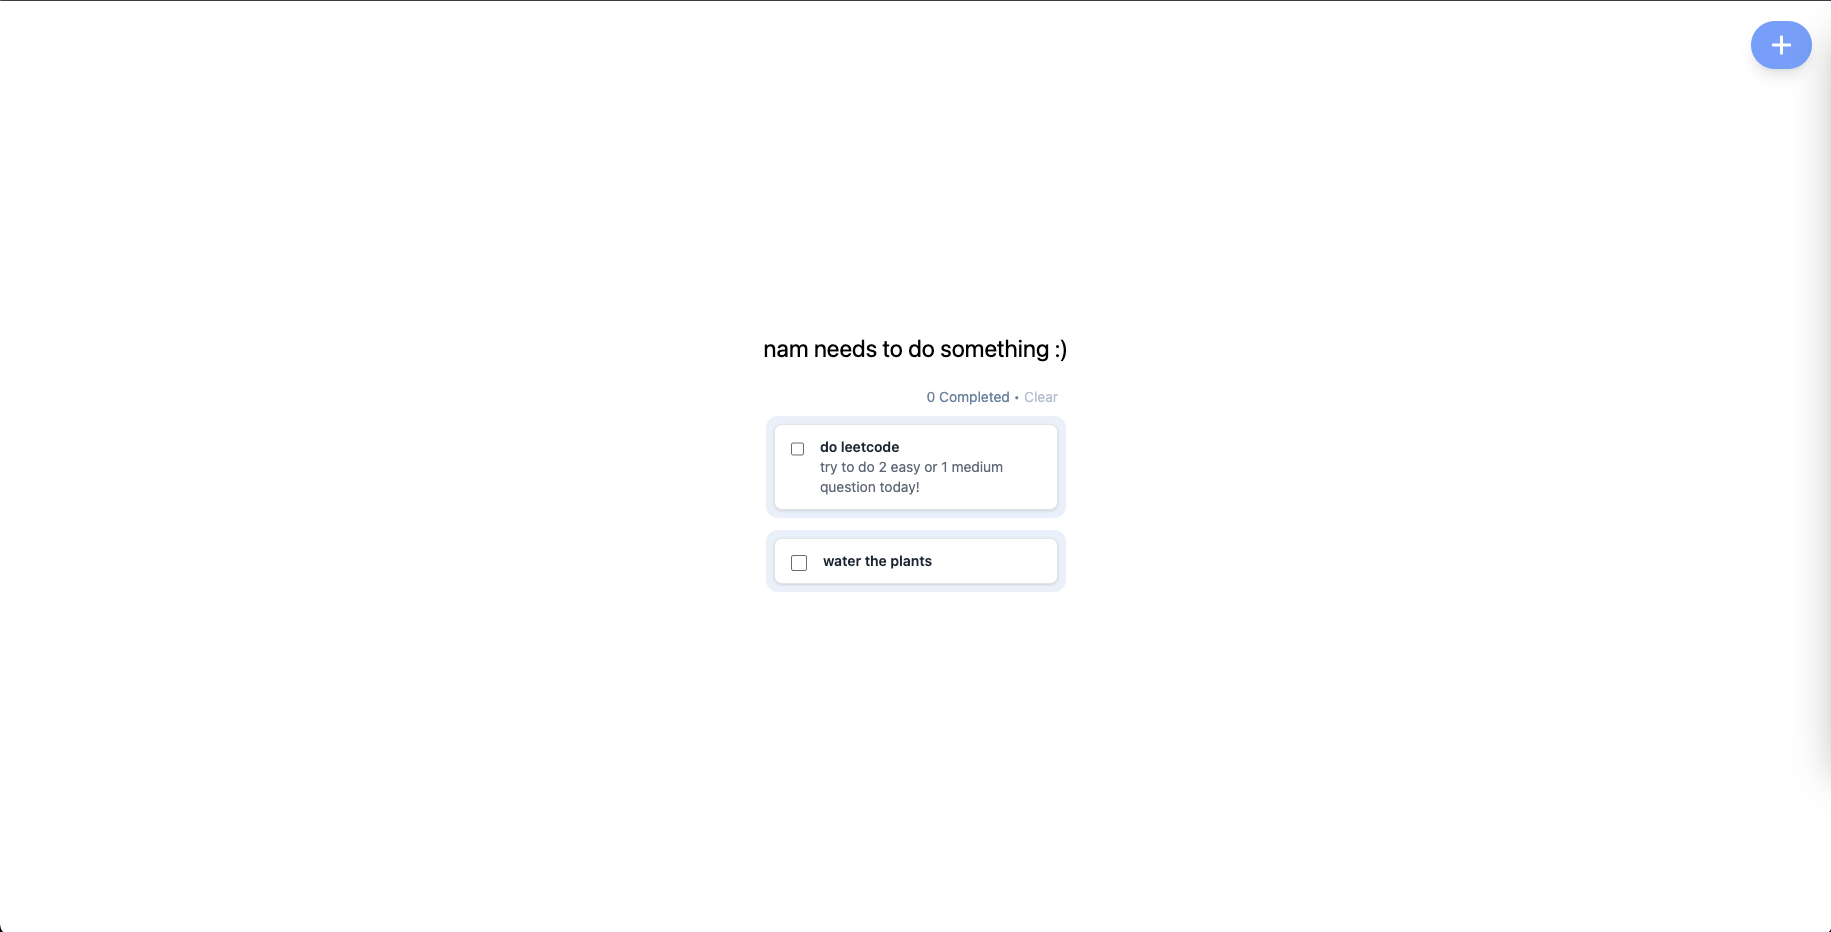 nam needs to do something :)
0 Completed • Clear
do leetcode
try to do 2 easy or 1 medium
question today!
water the plants